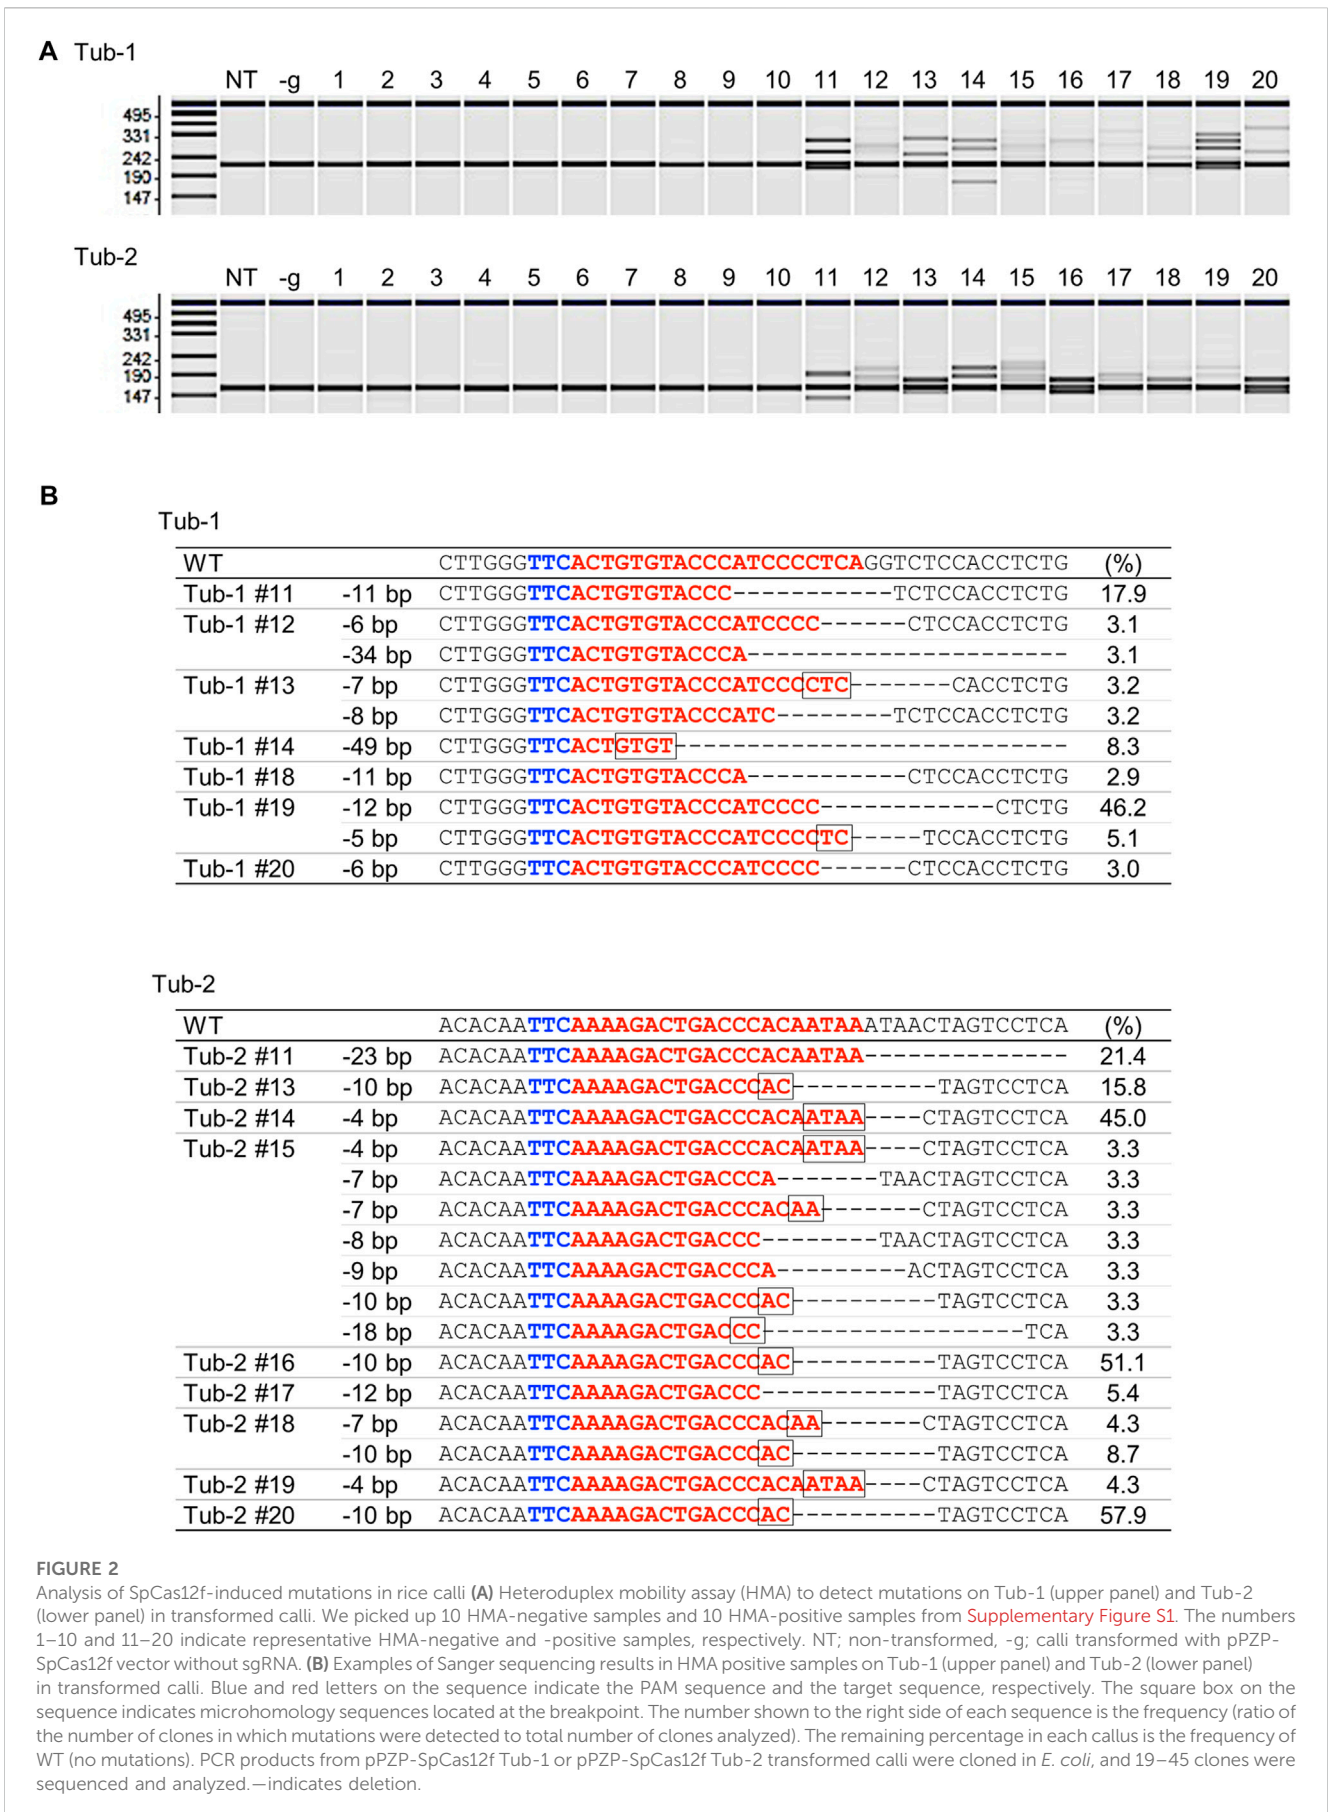 A Tub-1
NT -g 1 2 3 4 5 6 7 8 9 10 11 12 13 14 15 16 17 18 19 20
495
331
242
190
147
Tub-2
NT -g 1 2 3 4 5 6 7 8 9 10 11 12 13 14 15 16 17 18 19 20
495
331
242
190
147
B
Tub-1
WT CTTGGGTTCACTGTGTACCCATCCCCTCAGGTCTCCACCTCTG (%)
Tub-1 #11 -11 bp CTTGGGTTCACTGTGTACCC-----------TCTCCACCTCTG 17.9
Tub-1 #12 -6 bp CTTGGGTTCACTGTGTACCCATCCCC------CTCCACCTCTG 3.1
-34 bp CTTGGGTTCACTGTGTACCCA---------------------- 3.1
Tub-1 #13 -7 bp CTTGGGTTCACTGTGTACCCATCCCCTC-------CACCTCTG 3.2
-8 bp CTTGGGTTCACTGTGTACCCATC--------TCTCCACCTCTG 3.2
Tub-1 #14 -49 bp CTTGGGTTCACTGTGT--------------------------- 8.3
Tub-1 #18 -11 bp CTTGGGTTCACTGTGTACCCA-----------CTCCACCTCTG 2.9
Tub-1 #19 -12 bp CTTGGGTTCACTGTGTACCCATCCCC------------CTCTG 46.2
-5 bp CTTGGGTTCACTGTGTACCCATCCCCTC-----TCCACCTCTG 5.1
Tub-1 #20 -6 bp CTTGGGTTCACTGTGTACCCATCCCC------CTCCACCTCTG 3.0
Tub-2
WT ACACAATTCAAAAGACTGACCCACAATAAATAACTAGTCCTCA (%)
Tub-2 #11 -23 bp ACACAATTCAAAAGACTGACCCACAATAA-------------- 21.4
Tub-2 #13 -10 bp ACACAATTCAAAAGACTGACCCAC----------TAGTCCTCA 15.8
Tub-2 #14 -4 bp ACACAATTCAAAAGACTGACCCACAATAA----CTAGTCCTCA 45.0
Tub-2 #15 -4 bp ACACAATTCAAAAGACTGACCCACAATAA----CTAGTCCTCA 3.3
-7 bp ACACAATTCAAAAGACTGACCCA-------TAACTAGTCCTCA 3.3
-7 bp ACACAATTCAAAAGACTGACCCACAA-------CTAGTCCTCA 3.3
-8 bp ACACAATTCAAAAGACTGACCC--------TAACTAGTCCTCA 3.3
-9 bp ACACAATTCAAAAGACTGACCCA---------ACTAGTCCTCA 3.3
-10 bp ACACAATTCAAAAGACTGACCCAC----------TAGTCCTCA 3.3
-18 bp ACACAATTCAAAAGACTGACCC------------------TCA 3.3
Tub-2 #16 -10 bp ACACAATTCAAAAGACTGACCCAC----------TAGTCCTCA 51.1
Tub-2 #17 -12 bp ACACAATTCAAAAGACTGACCC------------TAGTCCTCA 5.4
Tub-2 #18 -7 bp ACACAATTCAAAAGACTGACCCACAA-------CTAGTCCTCA 4.3
-10 bp ACACAATTCAAAAGACTGACCCAC----------TAGTCCTCA 8.7
Tub-2 #19 -4 bp ACACAATTCAAAAGACTGACCCACAATAA----CTAGTCCTCA 4.3
Tub-2 #20 -10 bp ACACAATTCAAAAGACTGACCCAC----------TAGTCCTCA 57.9
FIGURE 2
Analysis of SpCas12f-induced mutations in rice calli (A) Heteroduplex mobility assay (HMA) to detect mutations on Tub-1 (upper panel) and Tub-2
(lower panel) in transformed calli. We picked up 10 HMA-negative samples and 10 HMA-positive samples from Supplementary Figure S1. The numbers
1–10 and 11–20 indicate representative HMA-negative and -positive samples, respectively. NT; non-transformed, -g; calli transformed with pPZP-
SpCas12f vector without sgRNA. (B) Examples of Sanger sequencing results in HMA positive samples on Tub-1 (upper panel) and Tub-2 (lower panel)
in transformed calli. Blue and red letters on the sequence indicate the PAM sequence and the target sequence, respectively. The square box on the
sequence indicates microhomology sequences located at the breakpoint. The number shown to the right side of each sequence is the frequency (ratio of
the number of clones in which mutations were detected to total number of clones analyzed). The remaining percentage in each callus is the frequency of
WT (no mutations). PCR products from pPZP-SpCas12f Tub-1 or pPZP-SpCas12f Tub-2 transformed calli were cloned in E. coli, and 19–45 clones were
sequenced and analyzed.—indicates deletion.